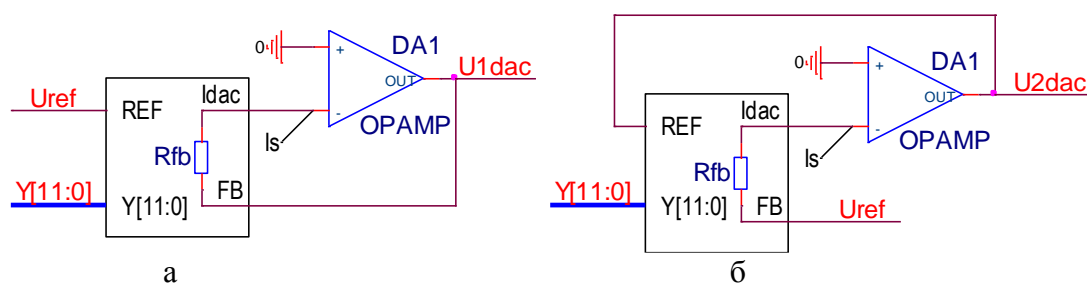 0
+
DA1
OUT
U1dac
Uref
REF
Idac
-
OPAMP
Is
Rfb
Y[11:0]
Y[11:0]
FB
а
0
+
DA1
OUT
U2dac
REF
Idac
-
OPAMP
Is
Rfb
Y[11:0]
Y[11:0]
FB
Uref
б